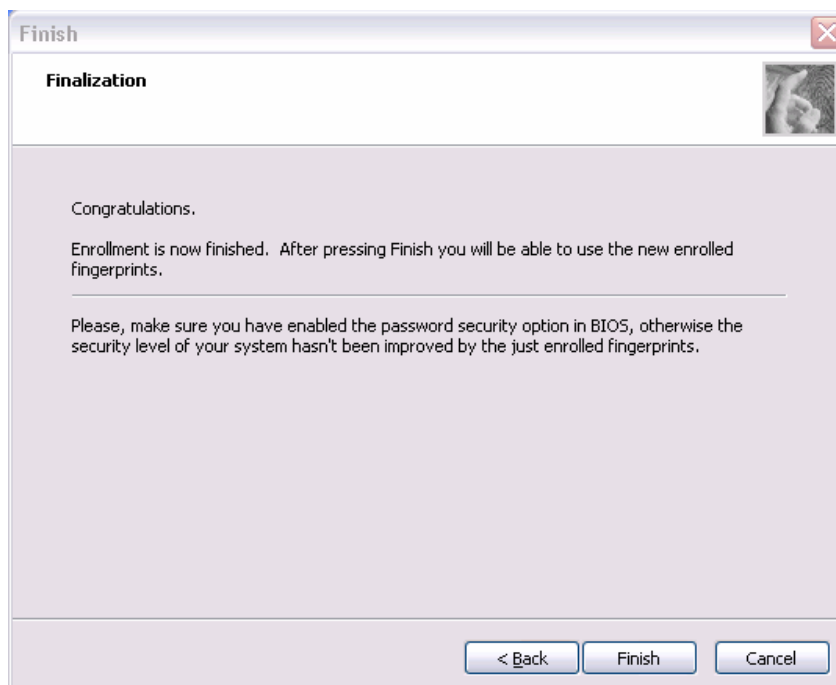 Finish
Finalization
Congratulations.
Enrollment is now finished.  After pressing Finish you will be able to use the new enrolled
fingerprints.
Please, make sure you have enabled the password security option in BIOS, otherwise the
security level of your system hasn't been improved by the just enrolled fingerprints.
< Back
Finish
Cancel